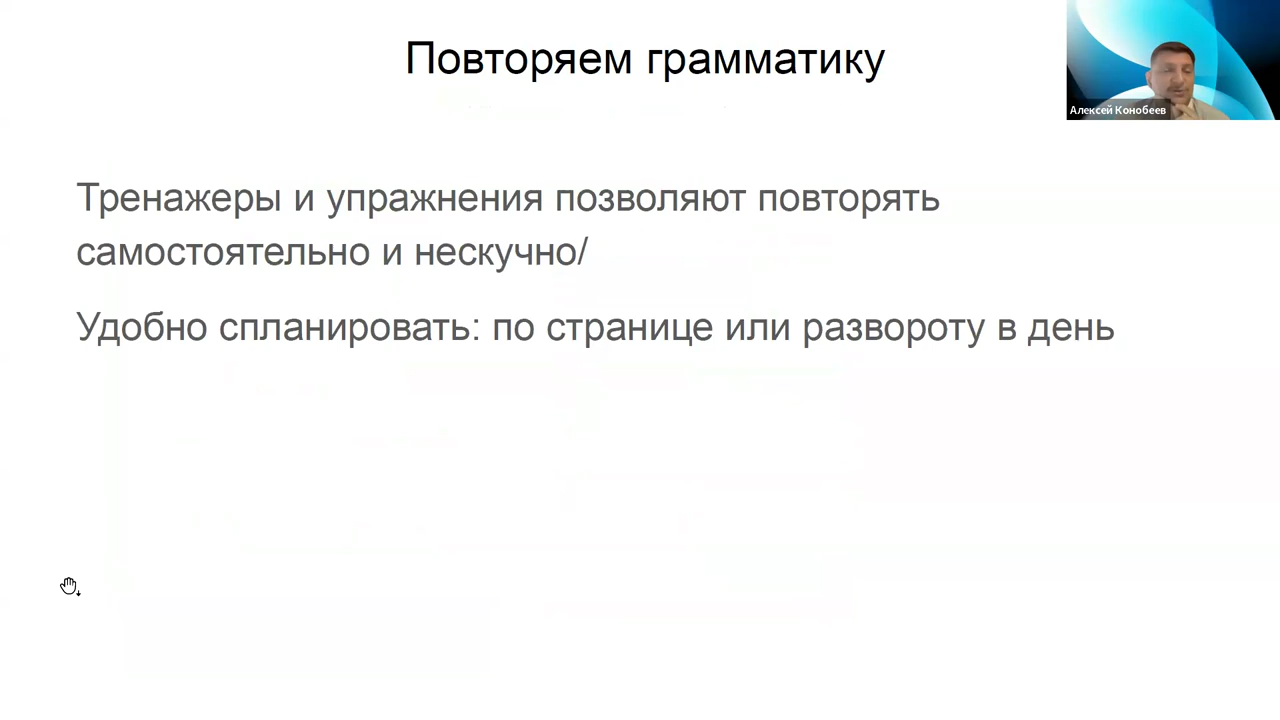 Повторяем грамматику
Алексей Конобеев
Тренажеры и упражнения позволяют повторять
самостоятельно и нескучно/
Удобно спланировать: по странице или развороту в день